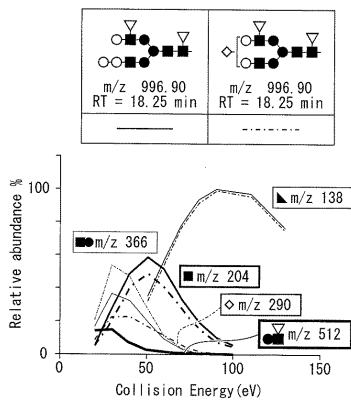 m/z 996.90
RT = 18.25 min
m/z 996.90
RT = 18.25 min
Relative abundance %
100
0
m/z 138
m/z 366
m/z 204
m/z 290
m/z 512
0
50
100
150
Collision Energy(eV)